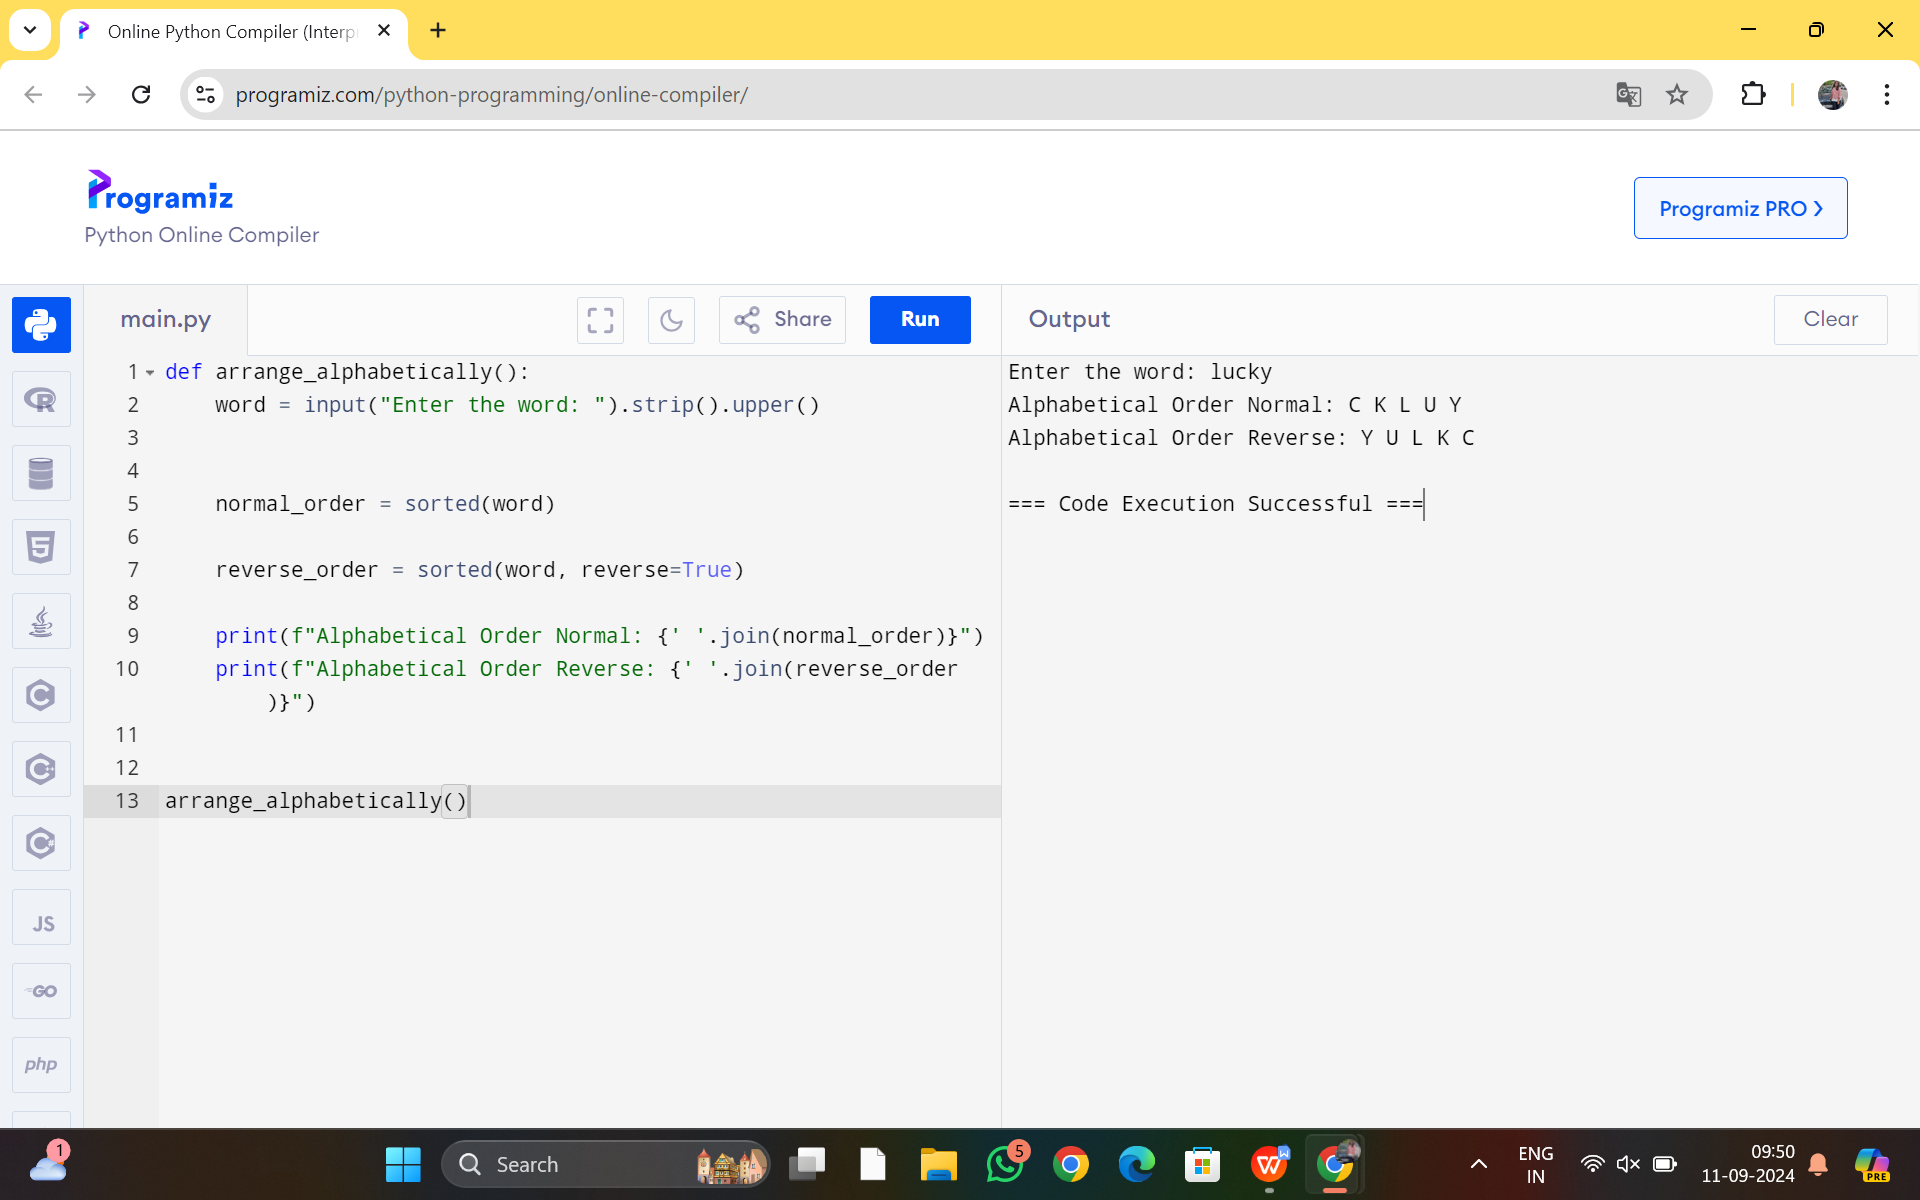 Online Python Compiler (Interp
programiz.com/python-programming/online-compiler/
Programiz
Python Online Compiler
Programiz PRO ❯
main.py
Share
Run
Output
Clear
1 def arrange_alphabetically():
2     word = input("Enter the word: ").strip().upper()
3
4
5     normal_order = sorted(word)
6
7     reverse_order = sorted(word, reverse=True)
8
9     print(f"Alphabetical Order Normal: {' '.join(normal_order)}")
10     print(f"Alphabetical Order Reverse: {' '.join(reverse_order
)}")
11
12
13 arrange_alphabetically()
Enter the word: lucky
Alphabetical Order Normal: C K L U Y
Alphabetical Order Reverse: Y U L K C
=== Code Execution Successful ===
R
5
C
C++
C#
JS
GO
php
1
Search
5
W
ENG
IN
09:50
11-09-2024
PRE